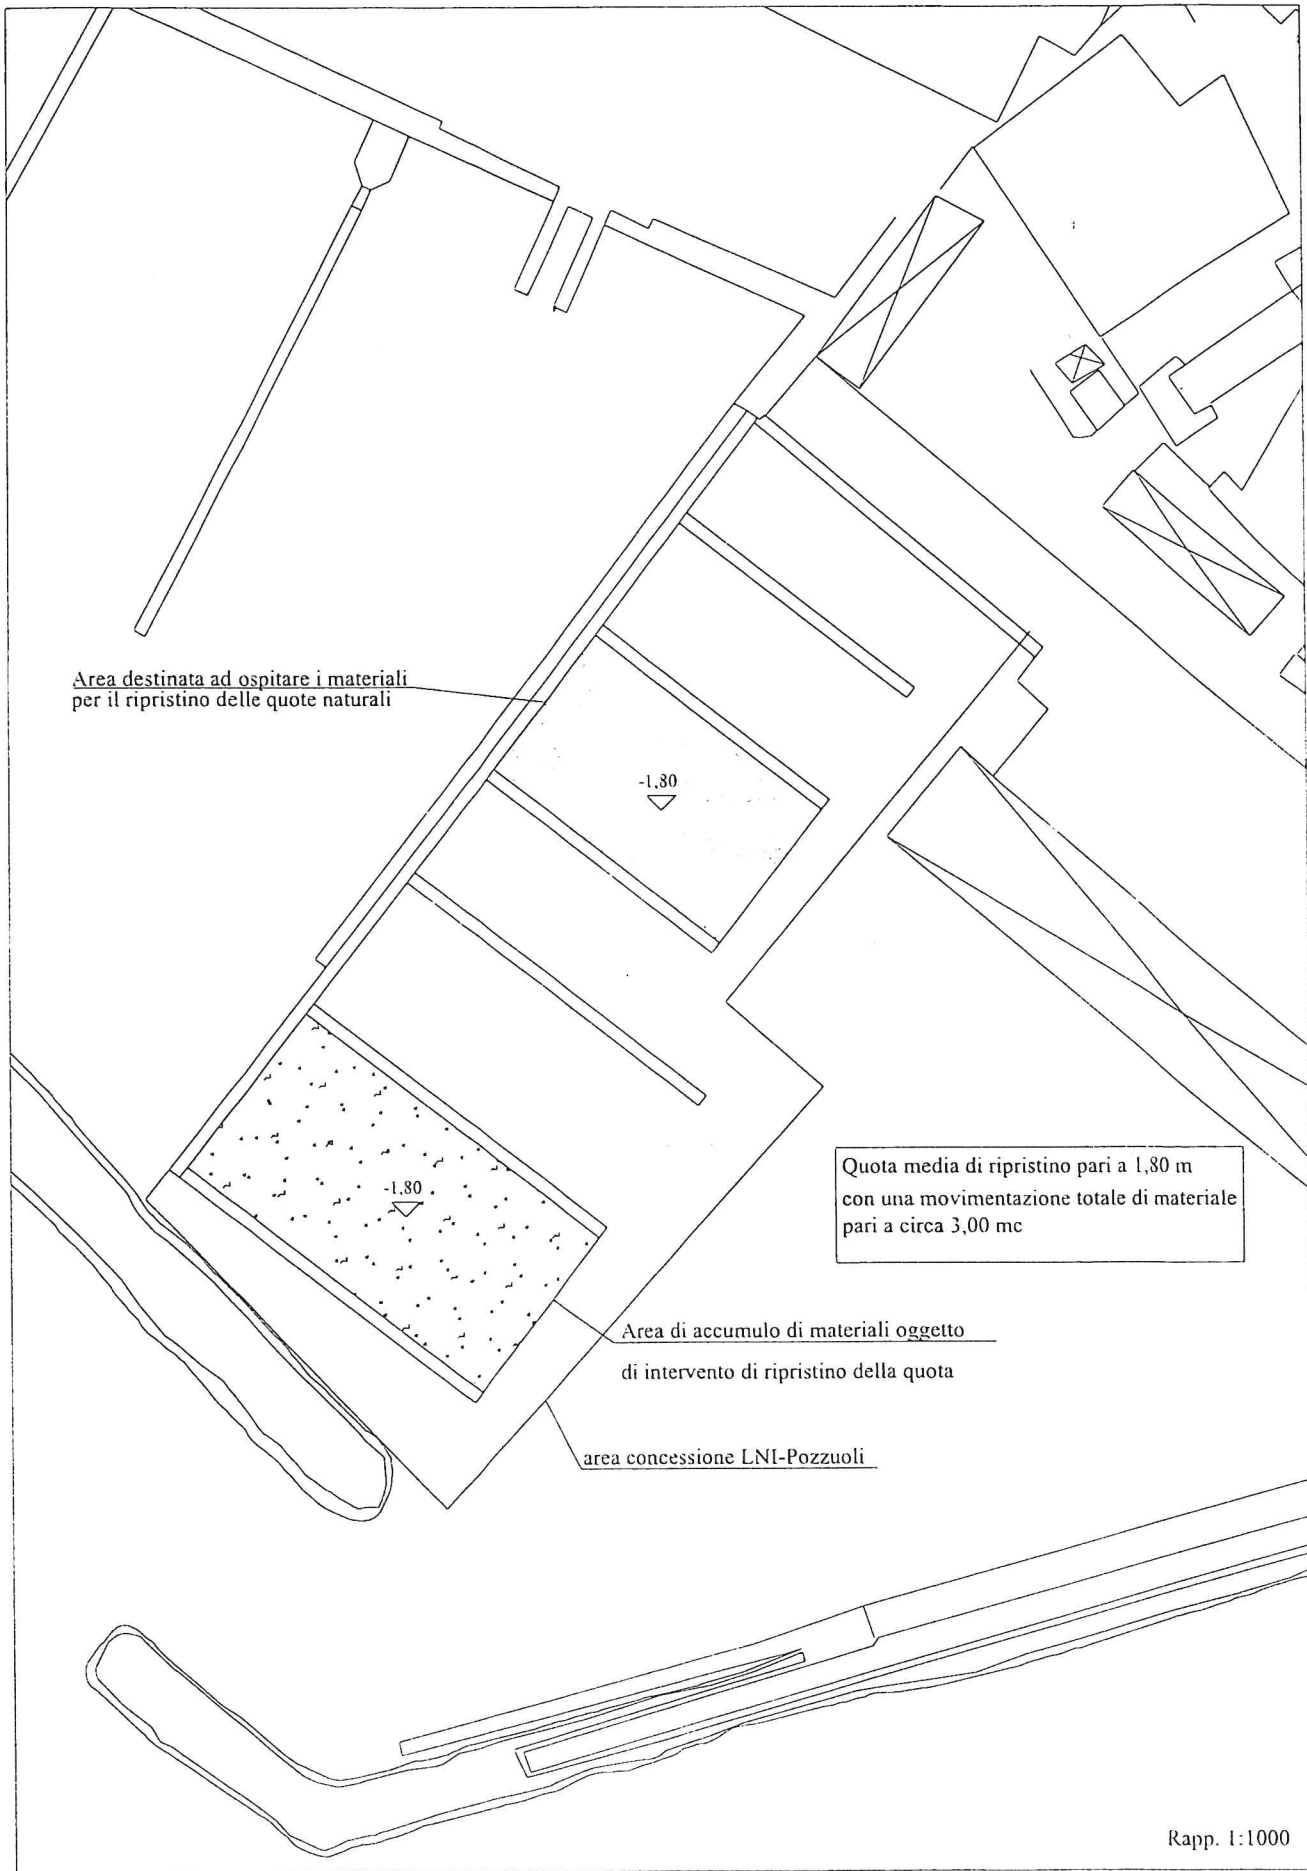 Area destinata ad ospitare i materiali
per il ripristino delle quote naturali
-1,80
-1,80
Quota media di ripristino pari a 1,80 m
con una movimentazione totale di materiale
pari a circa 3,00 mc
Area di accumulo di materiali oggetto
di intervento di ripristino della quota
area concessione LNI-Pozzuoli
Rapp. 1:1000